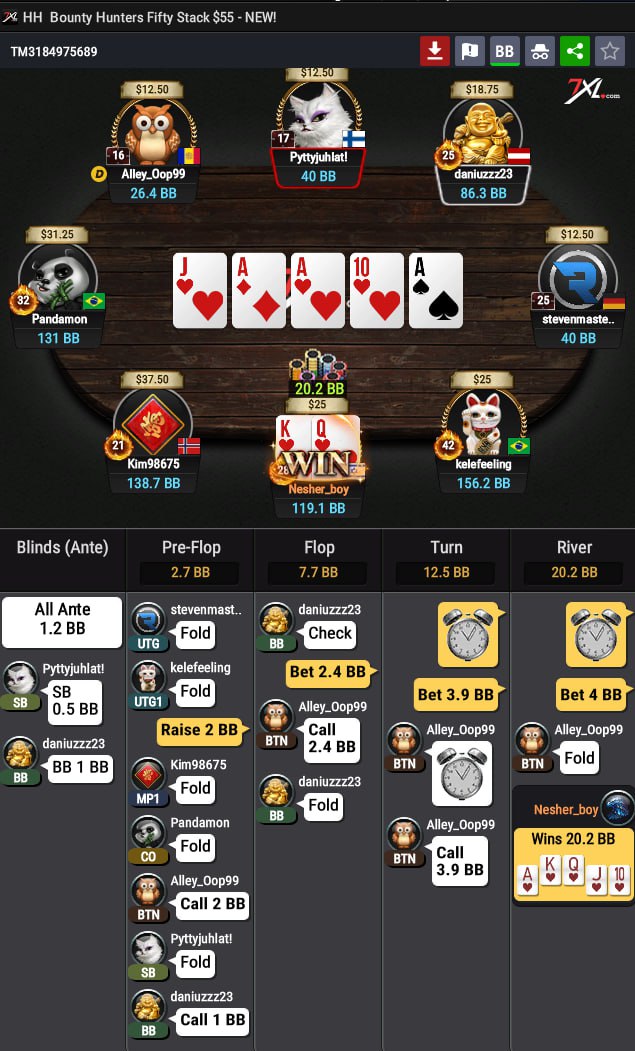 HH Bounty Hunters Fifty Stack $55 - NEW!
TM3184975689
BB
7XL.com
$12.50
16
Alley_Oop99
26.4 BB
D
$12.50
17
Pyttyjuhlat!
40 BB
$18.75
25
daniuzzz23
86.3 BB
$31.25
32
Pandamon
131 BB
J
A
A
10
A
$12.50
25
stevenmaste..
40 BB
$37.50
21
Kim98675
138.7 BB
20.2 BB
$25
K Q
WIN
Nesher_boy
119.1 BB
$25
42
kelefeeling
156.2 BB
Blinds (Ante)
All Ante
1.2 BB
Pyttyjuhlat!
SB
SB
0.5 BB
daniuzzz23
BB
BB 1 BB
Pre-Flop
2.7 BB
stevenmast..
UTG
Fold
kelefeeling
UTG1
Fold
Raise 2 BB
Kim98675
MP1
Fold
Pandamon
CO
Fold
Alley_Oop99
BTN
Call 2 BB
Pyttyjuhlat!
SB
Fold
daniuzzz23
BB
Call 1 BB
Flop
7.7 BB
daniuzzz23
BB
Check
Bet 2.4 BB
Alley_Oop99
BTN
Call
2.4 BB
daniuzzz23
BB
Fold
Turn
12.5 BB
Bet 3.9 BB
Alley_Oop99
BTN
Alley_Oop99
BTN
Call
3.9 BB
River
20.2 BB
Bet 4 BB
Alley_Oop99
BTN
Fold
Nesher_boy
Wins 20.2 BB
A K Q J 10